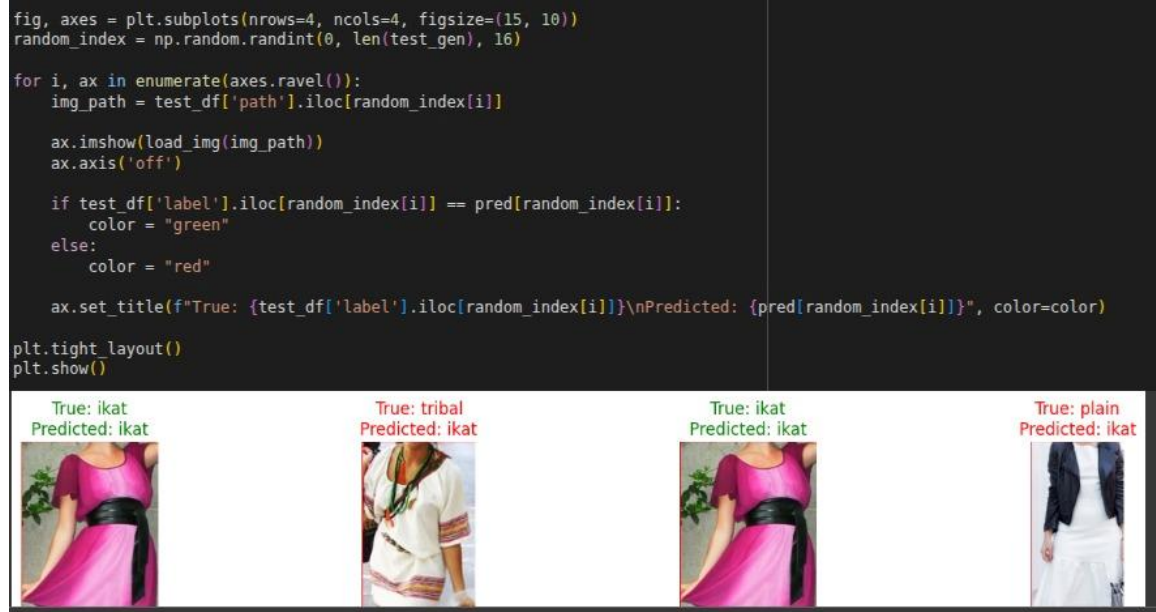 fig, axes = plt.subplots(nrows=4, ncols=4, figsize=(15, 10))
random_index = np.random.randint(0, len(test_gen), 16)
for i, ax in enumerate(axes.ravel()):
    img_path = test_df['path'].iloc[random_index[i]]
    ax.imshow(load_img(img_path))
    ax.axis('off')
    if test_df['label'].iloc[random_index[i]] == pred[random_index[i]]:
        color = "green"
    else:
        color = "red"
    ax.set_title(f"True: {test_df['label'].iloc[random_index[i]]}\nPredicted: {pred[random_index[i]]}", color=color)
plt.tight_layout()
plt.show()
True: ikat
Predicted: ikat
True: tribal
Predicted: ikat
True: ikat
Predicted: ikat
True: plain
Predicted: ikat